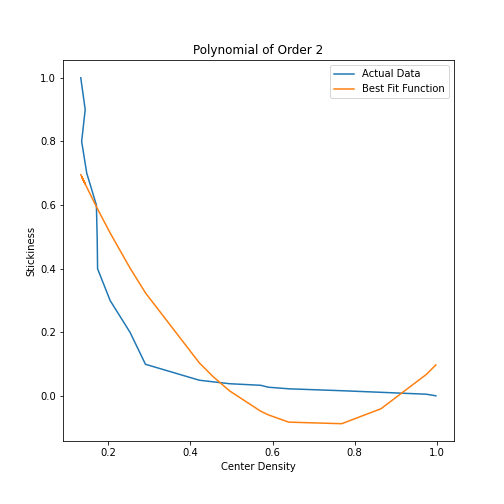 Polynomial of Order 2
Actual Data
Best Fit Function
1.0
0.8
0.6
0.4
0.2
0.0
Stickiness
0.2
0.4
0.6
0.8
1.0
Center Density